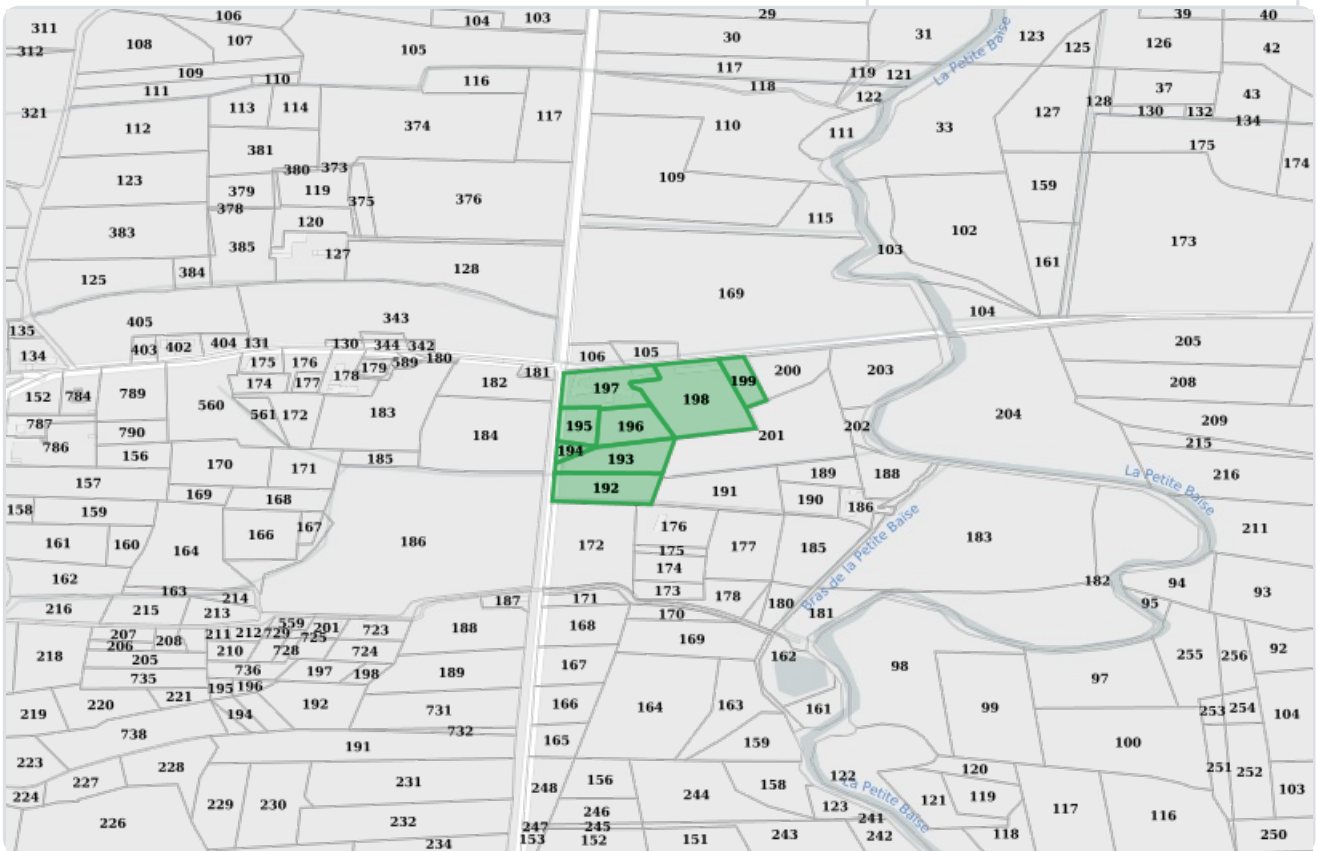 106 104 103 29 39 40
311 108 107 105 30 31 123 125 126 42
312 109 110 116 117 119 121 La Petite Baïse
111 118 122 37 43
321 113 114 117 128 130 132 134
112 374 110 111 33 127 175
381 174
123 380 373 109 159
379 119 375 376
378 120 115 102 173
383 385 103
127 161
125 384 128
169 104
405 343
135 403 402 404 131 130 344 342 106 105 205
134 175 176 179 589 180 181 200 203
152 784 789 174 177 178 182 197 199 208
560 561 172 183 198 204
787 790 184 195 196 201 202 209
786 156 194 215
157 170 171 185 193 189 188 La Petite Baïse 216
169 168 192 191 190 186
158 159 166 167 176 211
161 160 164 186 172 175 177 185 Bras de la Petite Baïse 183
162 163 174 182 94 93
216 215 214 213 187 171 173 178 180 181 95
207 208 211 212 729 559 201 725 723 188 168 170
206 210 728 724 169 92
218 205 736 197 198 189 167 162 98 255 256
735 195 196 97
219 220 221 194 192 731 166 164 163 161 99 253 254 104
738 191 732 165 159 100
223 227 228 231 156 158 122 120 251 252
224 229 230 248 244 La Petite Baïse 121 119 103
226 232 246 123 117 116
234 247 245 241
153 152 151 243 242 118 250